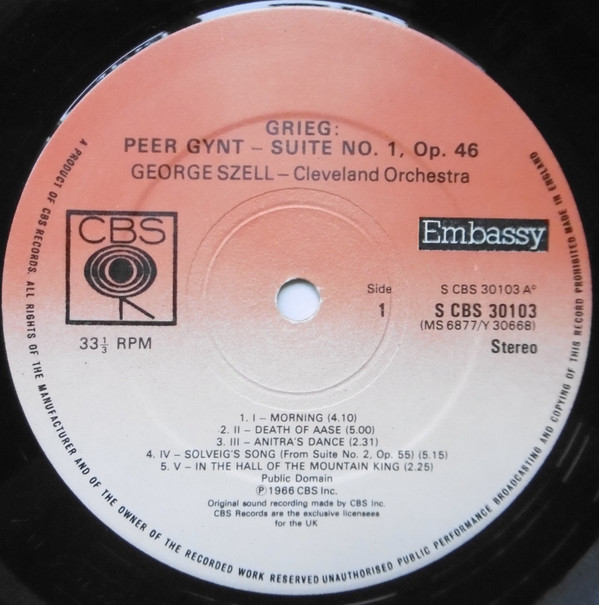 GRIEG:
PEER GYNT – SUITE NO. 1, Op. 46
GEORGE SZELL – Cleveland Orchestra
CBS
Embassy
33⅓ RPM
Side
1
S CBS 30103 A°
S CBS 30103
(MS 6877/Y 30668)
Stereo
1. I – MORNING (4.10)
2. II – DEATH OF AASE (5.00)
3. III – ANITRA'S DANCE (2.31)
4. IV – SOLVEIG'S SONG (From Suite No. 2, Op. 55) (5.15)
5. V – IN THE HALL OF THE MOUNTAIN KING (2.25)
Public Domain
Ⓟ 1966 CBS Inc.
Original sound recording made by CBS Inc.
CBS Records are the exclusive licensees
for the UK
A PRODUCT OF CBS RECORDS. ALL RIGHTS OF THE MANUFACTURER AND OF THE OWNER OF THE RECORDED WORK RESERVED UNAUTHORISED PUBLIC PERFORMANCE BROADCASTING AND COPYING OF THIS RECORD PROHIBITED MADE IN ENGLAND